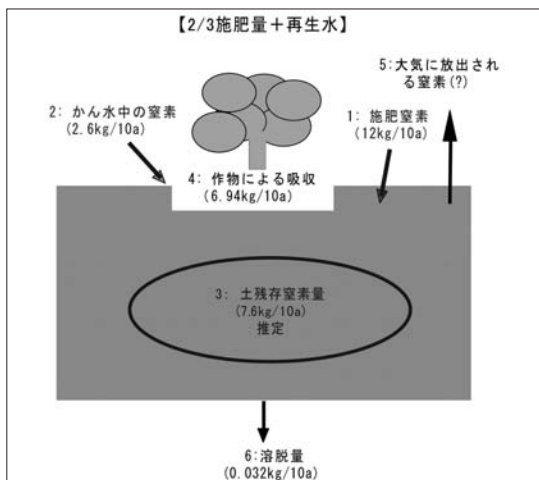 【2/3施肥量＋再生水】
5:大気に放出され
る窒素(?)
2: かん水中の窒素
(2.6kg/10a)
1: 施肥窒素
(12kg/10a)
4: 作物による吸収
(6.94kg/10a)
3: 土残存窒素量
(7.6kg/10a)
推定
6:溶脱量
(0.032kg/10a)